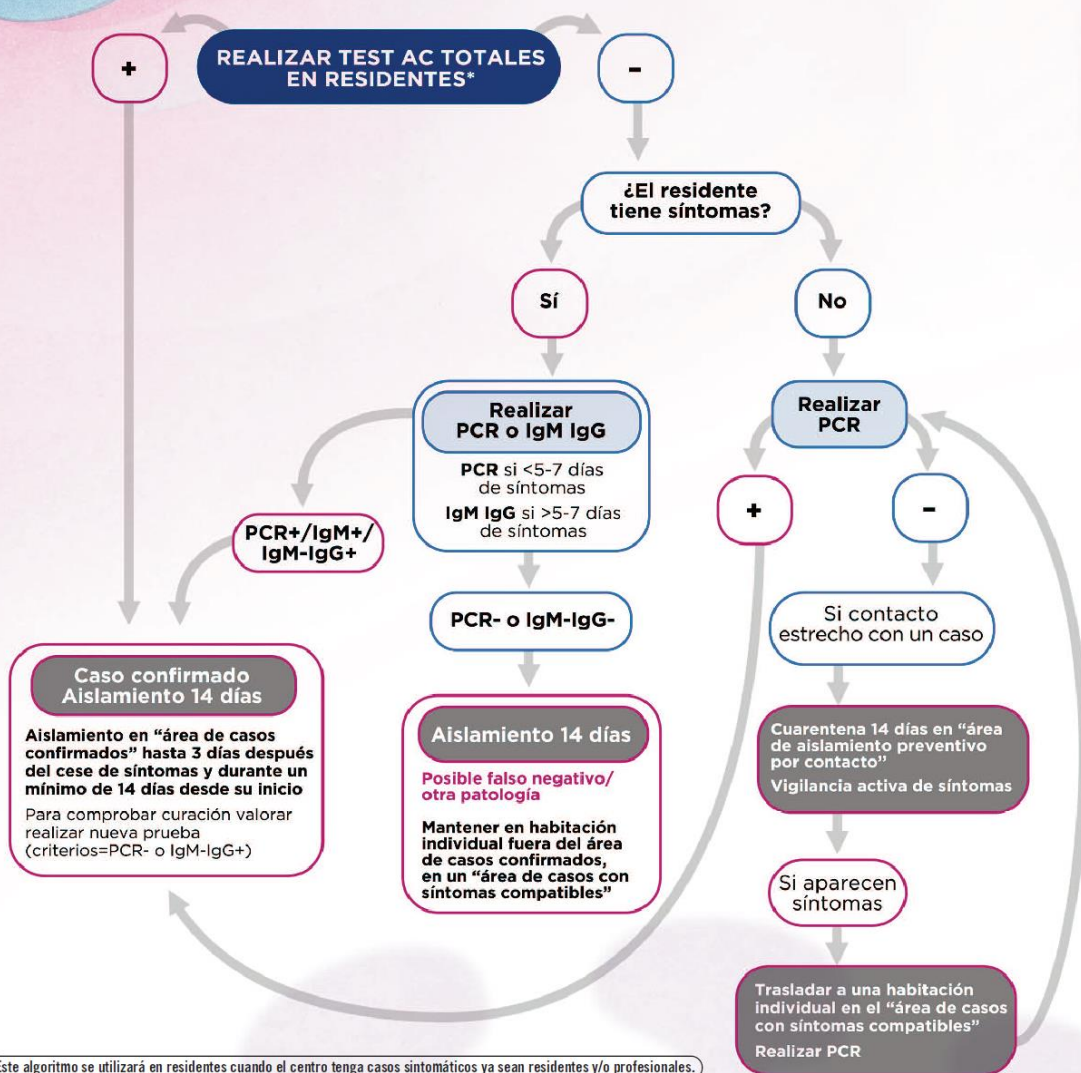 REALIZAR TEST AC TOTALES
EN RESIDENTES*
+
-
¿El residente
tiene síntomas?
Sí
No
Realizar
PCR o IgM IgG
PCR si <5-7 días
de síntomas
IgM IgG si >5-7 días
de síntomas
Realizar
PCR
+
-
PCR+/IgM+/
IgM-IgG+
PCR- o IgM-IgG-
Si contacto
estrecho con un caso
Caso confirmado
Aislamiento 14 días
Aislamiento en “área de casos
confirmados” hasta 3 días después
del cese de síntomas y durante un
mínimo de 14 días desde su inicio
Para comprobar curación valorar
realizar nueva prueba
(criterios=PCR- o IgM-IgG+)
Aislamiento 14 días
Posible falso negativo/
otra patología
Mantener en habitación
individual fuera del área
de casos confirmados,
en un “área de casos con
síntomas compatibles”
Cuarentena 14 días en “área
de aislamiento preventivo
por contacto”
Vigilancia activa de síntomas
Si aparecen
síntomas
Trasladar a una habitación
individual en el “área de casos
con síntomas compatibles”
Realizar PCR
Este algoritmo se utilizará en residentes cuando el centro tenga casos sintomáticos ya sean residentes y/o profesionales.